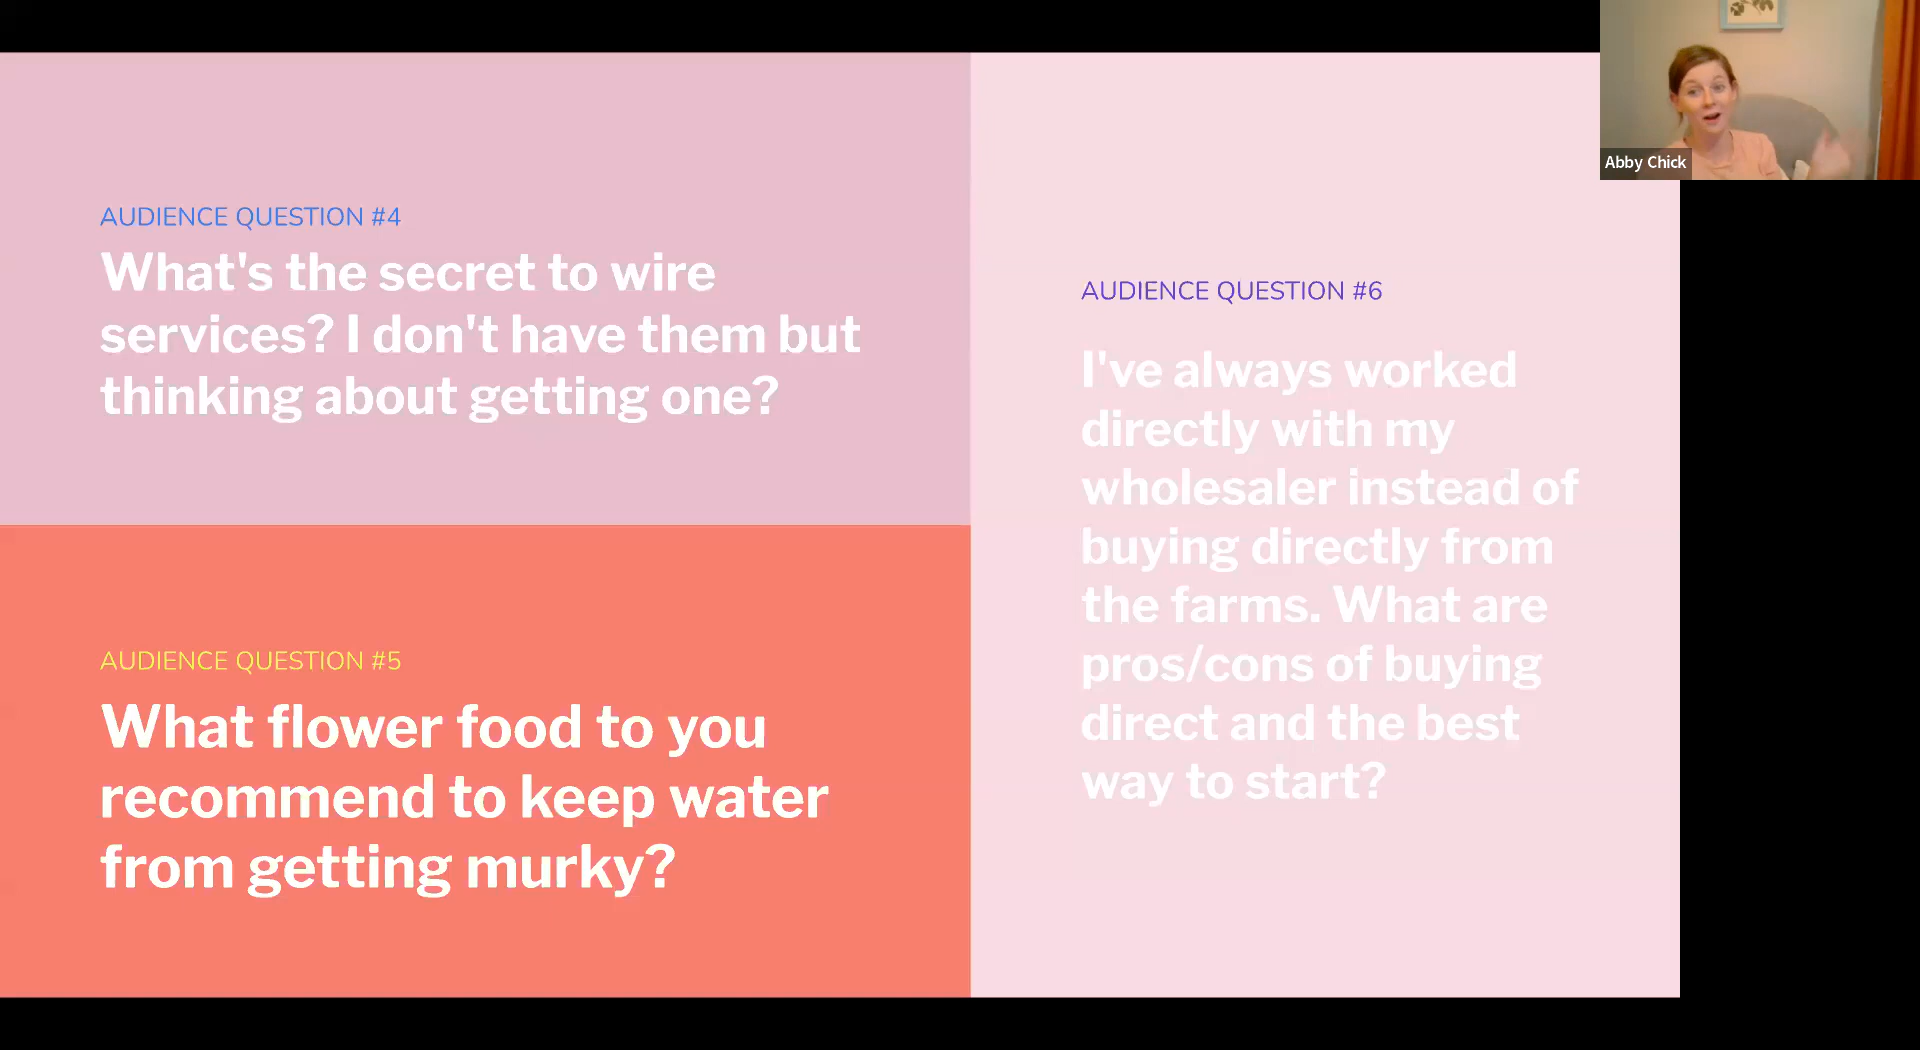 AUDIENCE QUESTION #4
What's the secret to wire
services? I don't have them but
thinking about getting one?
AUDIENCE QUESTION #5
What flower food to you
recommend to keep water
from getting murky?
AUDIENCE QUESTION #6
I've always worked
directly with my
wholesaler instead of
buying directly from
the farms. What are
pros/cons of buying
direct and the best
way to start?
Abby Chick